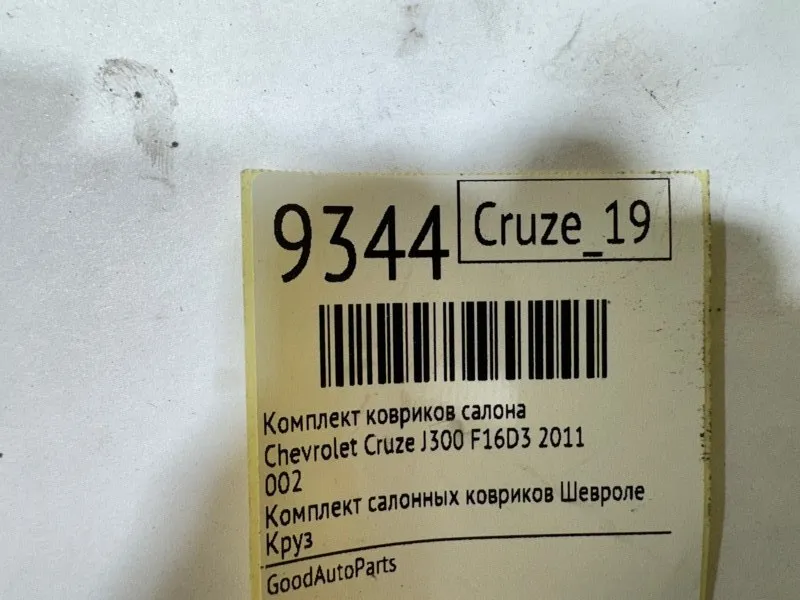 9344
Cruze_19
Комплект ковриков салона
Chevrolet Cruze J300 F16D3 2011
002
Комплект салонных ковриков Шевроле
Круз
GoodAutoParts